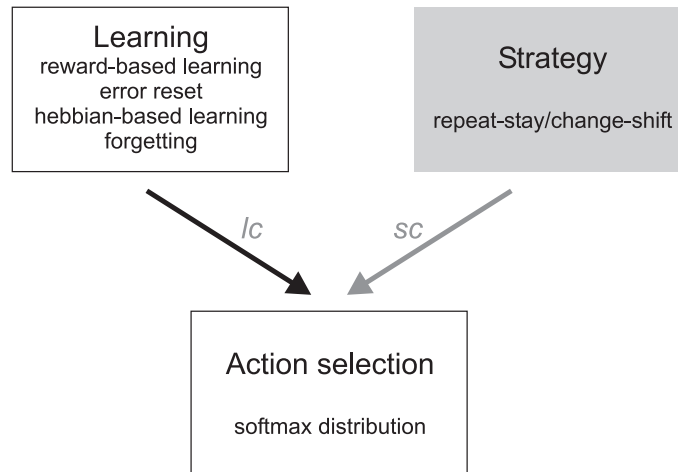 Learning
reward-based learning
error reset
hebbian-based learning
forgetting
Strategy
repeat-stay/change-shift
lc
sc
Action selection
softmax distribution